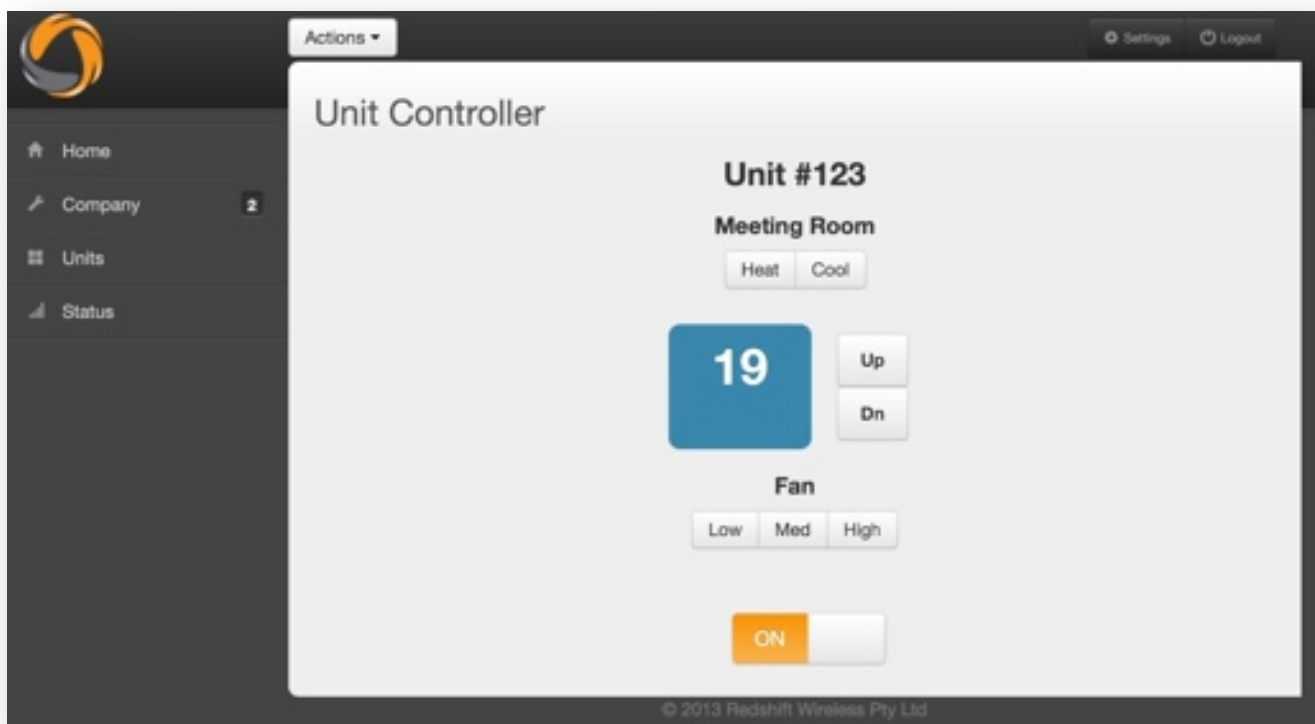 Actions
Settings Logout
Unit Controller
Home
Company 2
Units
Status
Unit #123
Meeting Room
Heat Cool
19
Up
Dn
Fan
Low Med High
ON
© 2013 Redshift Wireless Pty Ltd